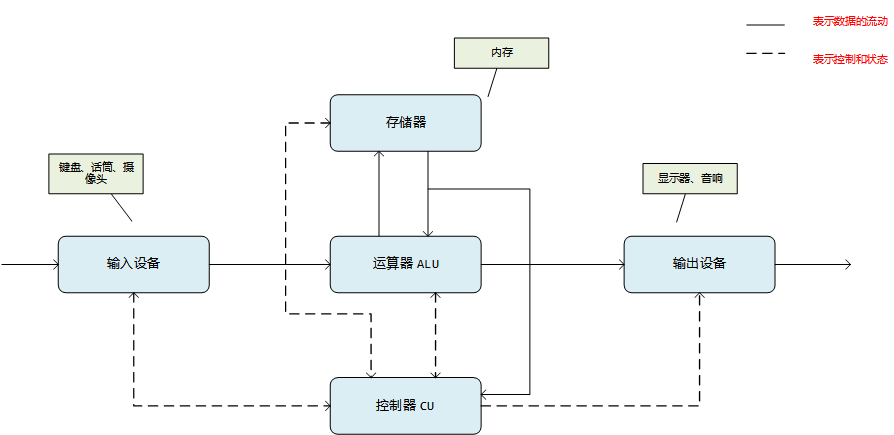 表示数据的流动
表示控制和状态
内存
存储器
键盘、话筒、摄
像头
显示器、音响
输入设备
运算器 ALU
输出设备
控制器 CU